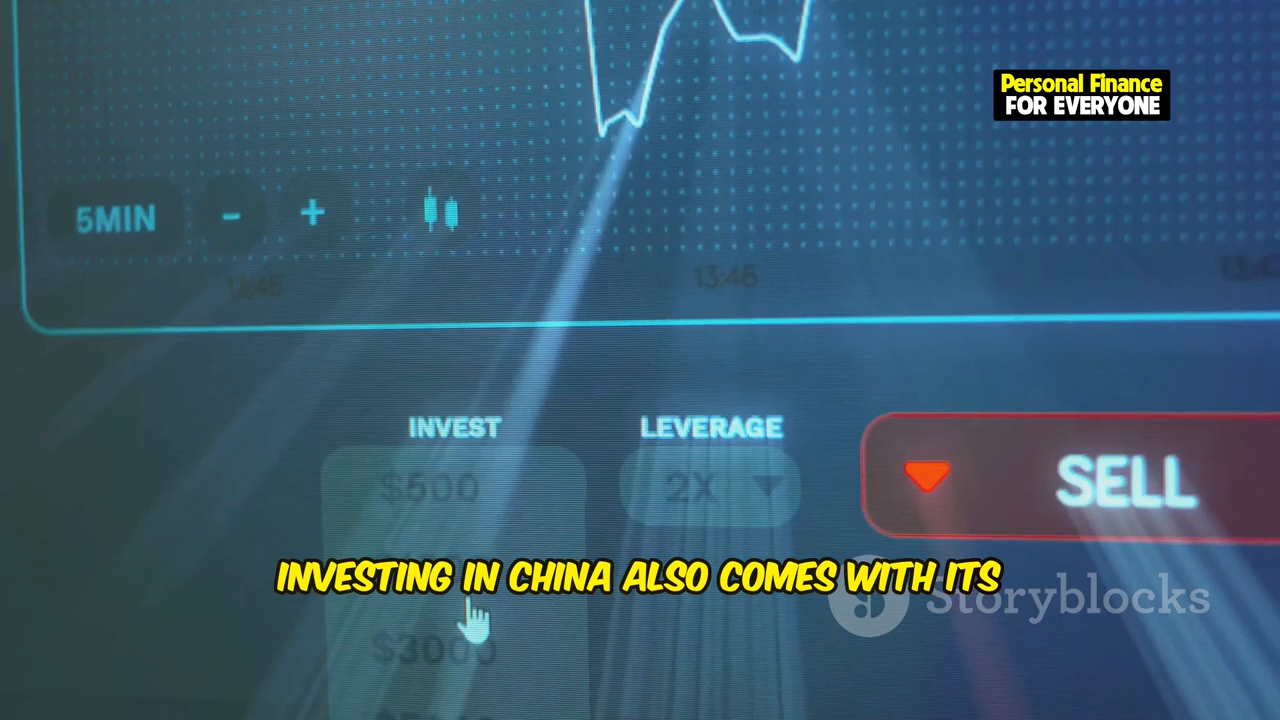 Personal Finance
FOR EVERYONE
5MIN
-
+
13:46
INVEST
LEVERAGE
$500
2X
SELL
INVESTING IN CHINA ALSO COMES WITH ITS
Storyblocks
$3000